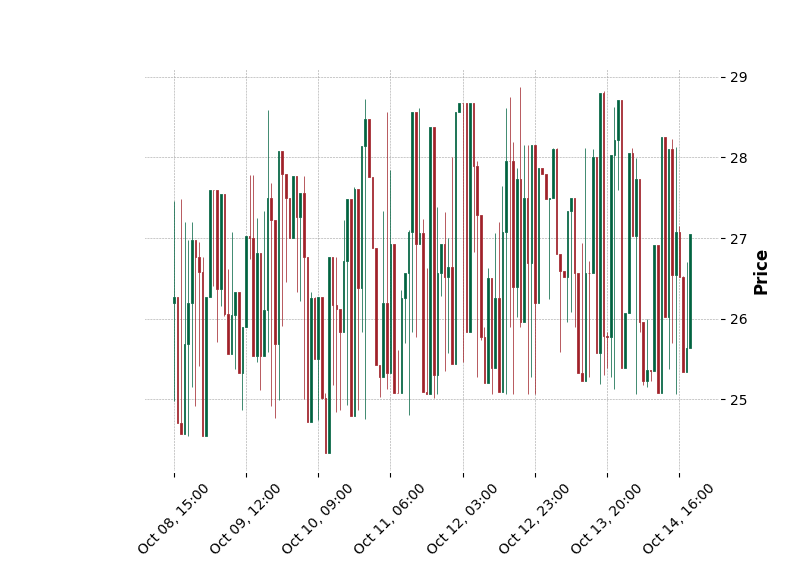 29
28
27
26
25
Price
Oct 08, 15:00
Oct 09, 12:00
Oct 10, 09:00
Oct 11, 06:00
Oct 12, 03:00
Oct 12, 23:00
Oct 13, 20:00
Oct 14, 16:00